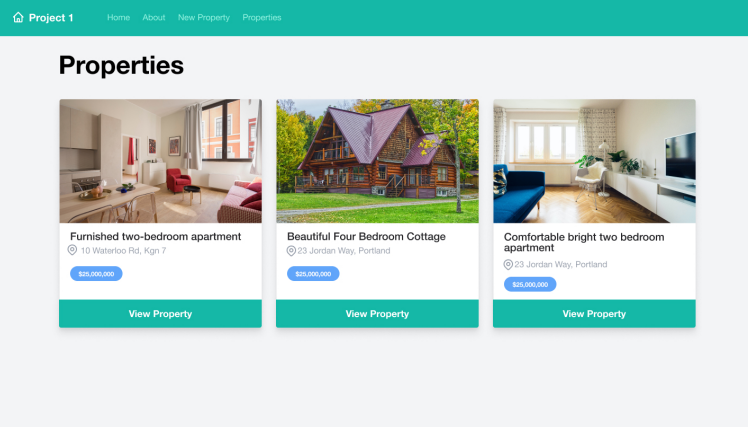 Project 1
Home About New Property Properties
Properties
Furnished two-bedroom apartment
10 Waterloo Rd, Kgn 7
$25,000,000
View Property
Beautiful Four Bedroom Cottage
23 Jordan Way, Portland
$25,000,000
View Property
Comfortable bright two bedroom
apartment
23 Jordan Way, Portland
$25,000,000
View Property